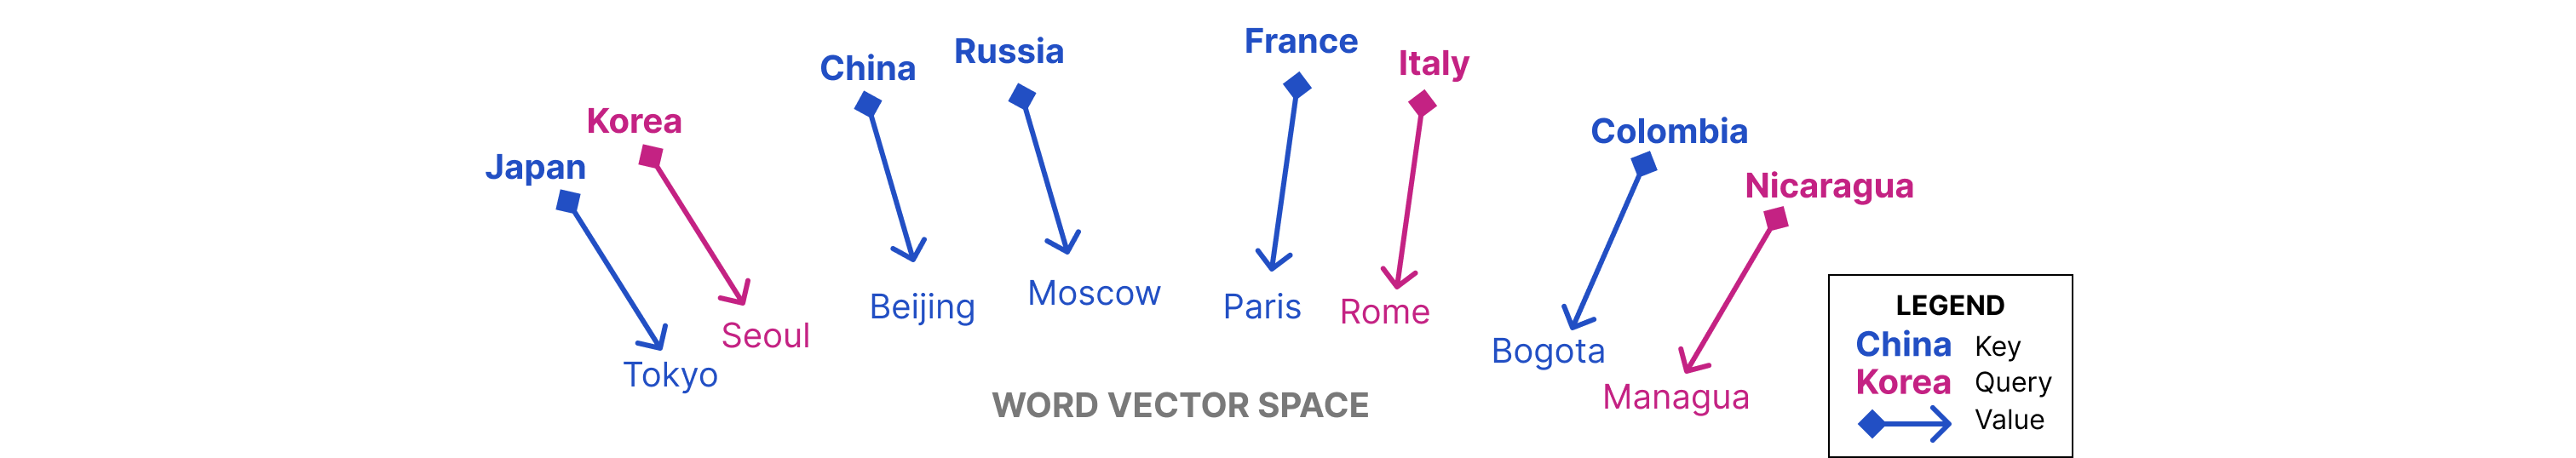 Japan
Tokyo
Korea
Seoul
China
Beijing
Russia
Moscow
France
Paris
Italy
Rome
Colombia
Bogota
Nicaragua
Managua
WORD VECTOR SPACE
LEGEND
China Key
Korea Query
Value